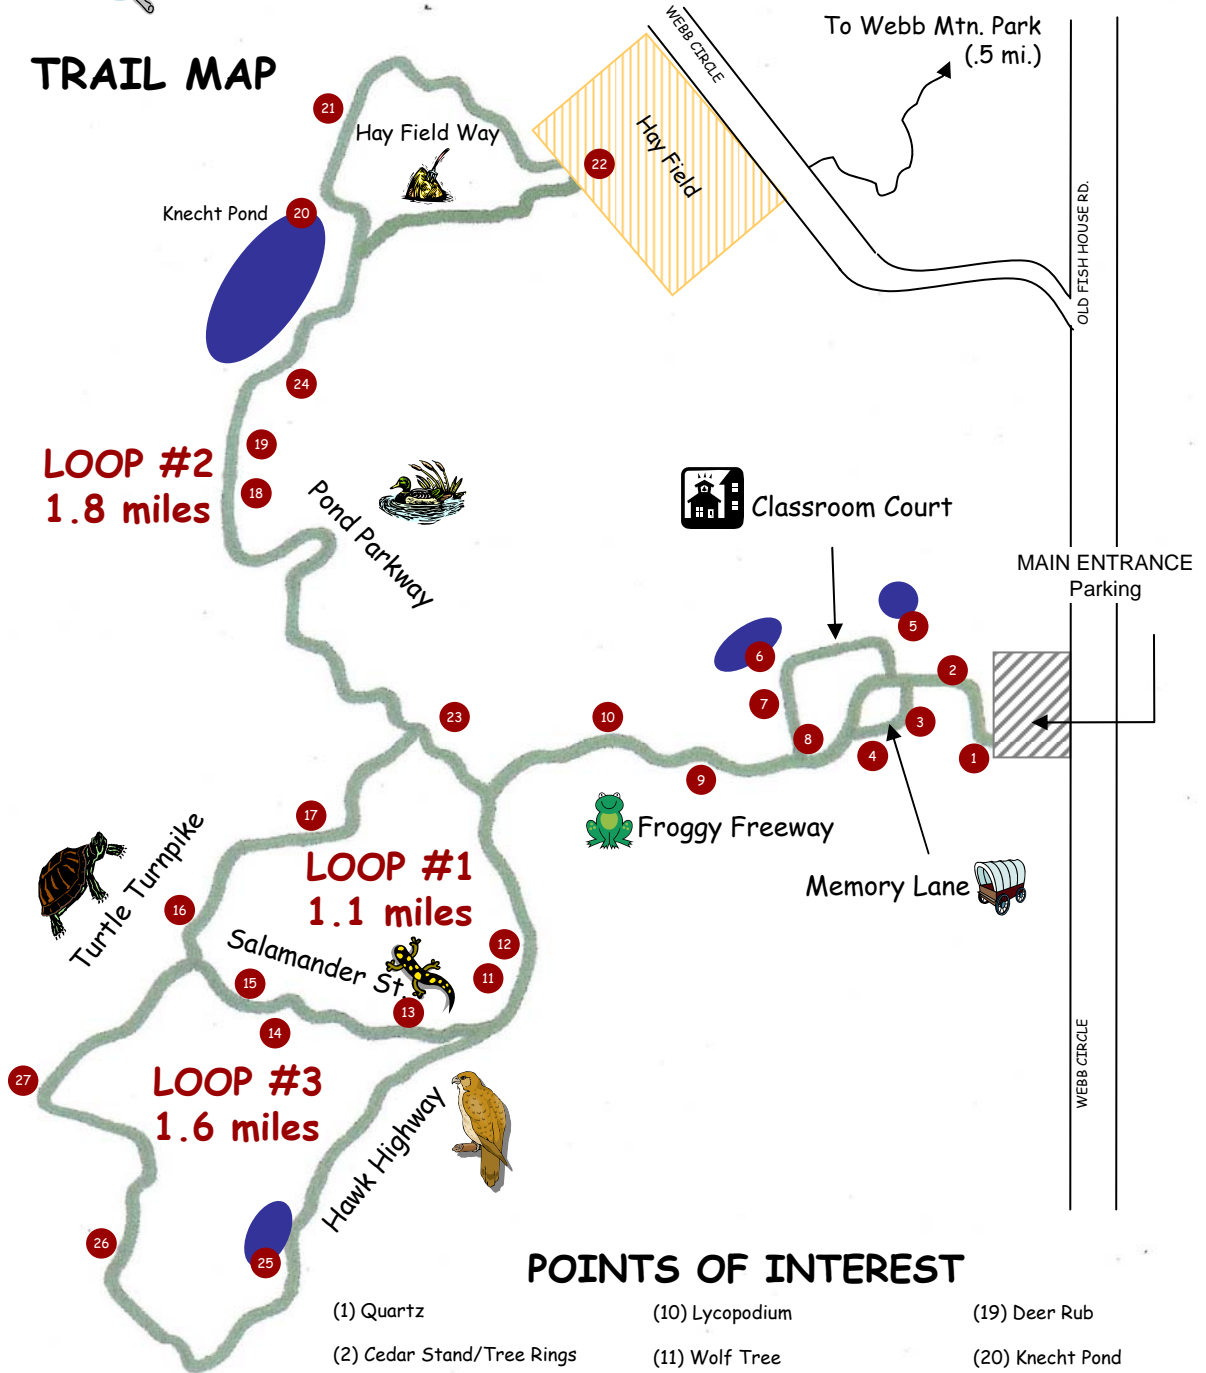 TRAIL MAP
WEBB CIRCLE
To Webb Mtn. Park
(.5 mi.)
21
Hay Field Way
22
Hay Field
Knecht Pond
20
OLD FISH HOUSE RD.
24
19
LOOP #2
1.8 miles
18
Pond Parkway
Classroom Court
MAIN ENTRANCE
Parking
5
6
2
7
23
10
3
8
4
1
9
17
Froggy Freeway
Turtle Turnpike
LOOP #1
1.1 miles
Memory Lane
16
Salamander St.
12
11
15
13
14
27
LOOP #3
1.6 miles
Hawk Highway
WEBB CIRCLE
26
25
POINTS OF INTEREST
(1) Quartz
(10) Lycopodium
(19) Deer Rub
(2) Cedar Stand/Tree Rings
(11) Wolf Tree
(20) Knecht Pond